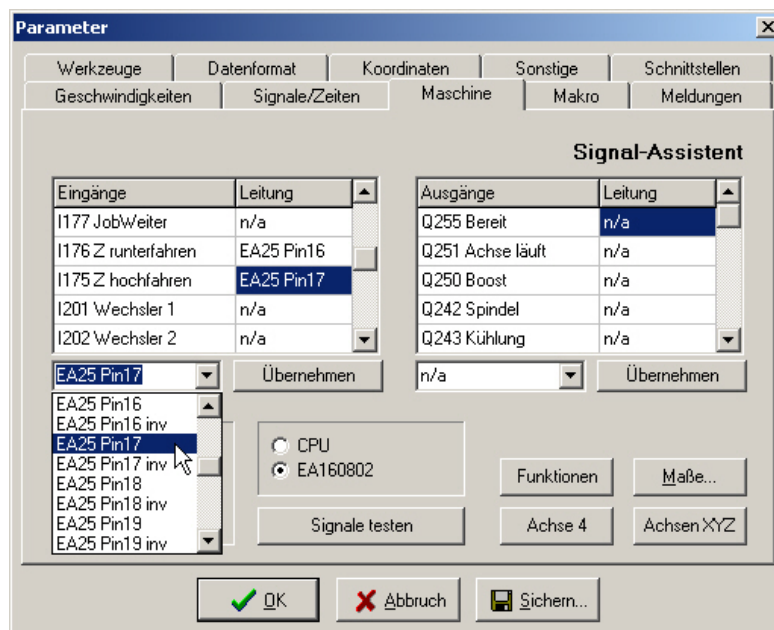 Parameter
Werkzeuge Datenformat Koordinaten Sonstige Schnittstellen
Geschwindigkeiten Signale/Zeiten Maschine Makro Meldungen
Signal-Assistent
Eingänge Leitung
I177 JobWeiter n/a
I176 Z runterfahren EA25 Pin16
I175 Z hochfahren EA25 Pin17
I201 Wechsler 1 n/a
I202 Wechsler 2 n/a
Ausgänge Leitung
Q255 Bereit n/a
Q251 Achse läuft n/a
Q250 Boost n/a
Q242 Spindel n/a
Q243 Kühlung n/a
EA25 Pin17 Übernehmen
n/a Übernehmen
EA25 Pin16
EA25 Pin16 inv
EA25 Pin17
EA25 Pin17 inv
EA25 Pin18
EA25 Pin18 inv
EA25 Pin19
EA25 Pin19 inv
CPU
EA160802
Signale testen
Funktionen Maße...
Achse 4 Achsen XYZ
OK Abbruch Sichern...